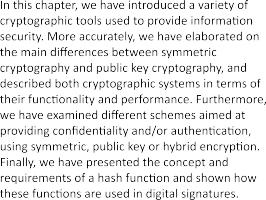 In this chapter, we have introduced a variety of
cryptographic tools used to provide information
security. More accurately, we have elaborated on
the main differences between symmetric
cryptography and public key cryptography, and
described both cryptographic systems in terms of
their functionality and performance. Furthermore,
we have examined different schemes aimed at
providing confidentiality and/or authentication,
using symmetric, public key or hybrid encryption.
Finally, we have presented the concept and
requirements of a hash function and shown how
these functions are used in digital signatures.